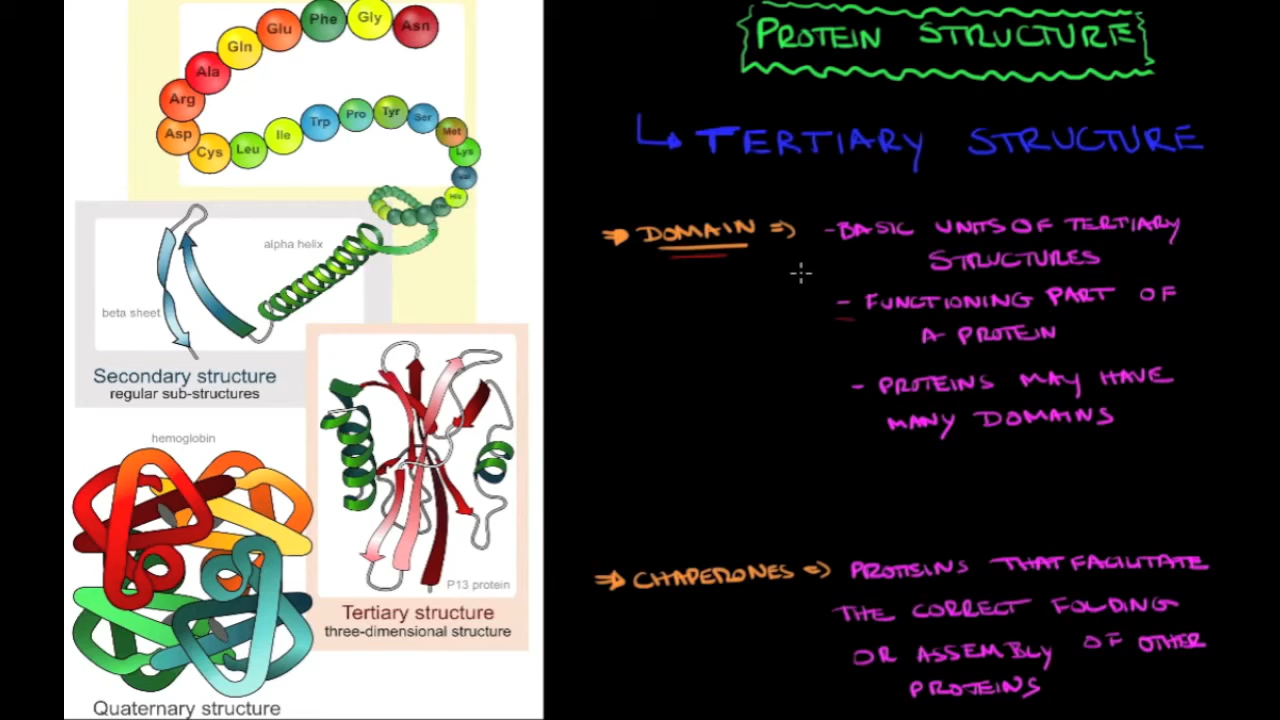 Phe
Gly
Asn
Glu
Gln
Ala
Arg
Asp
Cys
Leu
Ile
Trp
Pro
Tyr
Ser
Met
Lys
Val
His
alpha helix
beta sheet
Secondary structure
regular sub-structures
hemoglobin
P13 protein
Tertiary structure
three-dimensional structure
Quaternary structure
PROTEIN STRUCTURE
TERTIARY STRUCTURE
DOMAIN => - BASIC UNITS OF TERTIARY
STRUCTURES
- FUNCTIONING PART OF
A PROTEIN
- PROTEINS MAY HAVE
MANY DOMAINS
CHAPERONES => PROTEINS THAT FACILITATE
THE CORRECT FOLDING
OR ASSEMBLY OF OTHER
PROTEINS